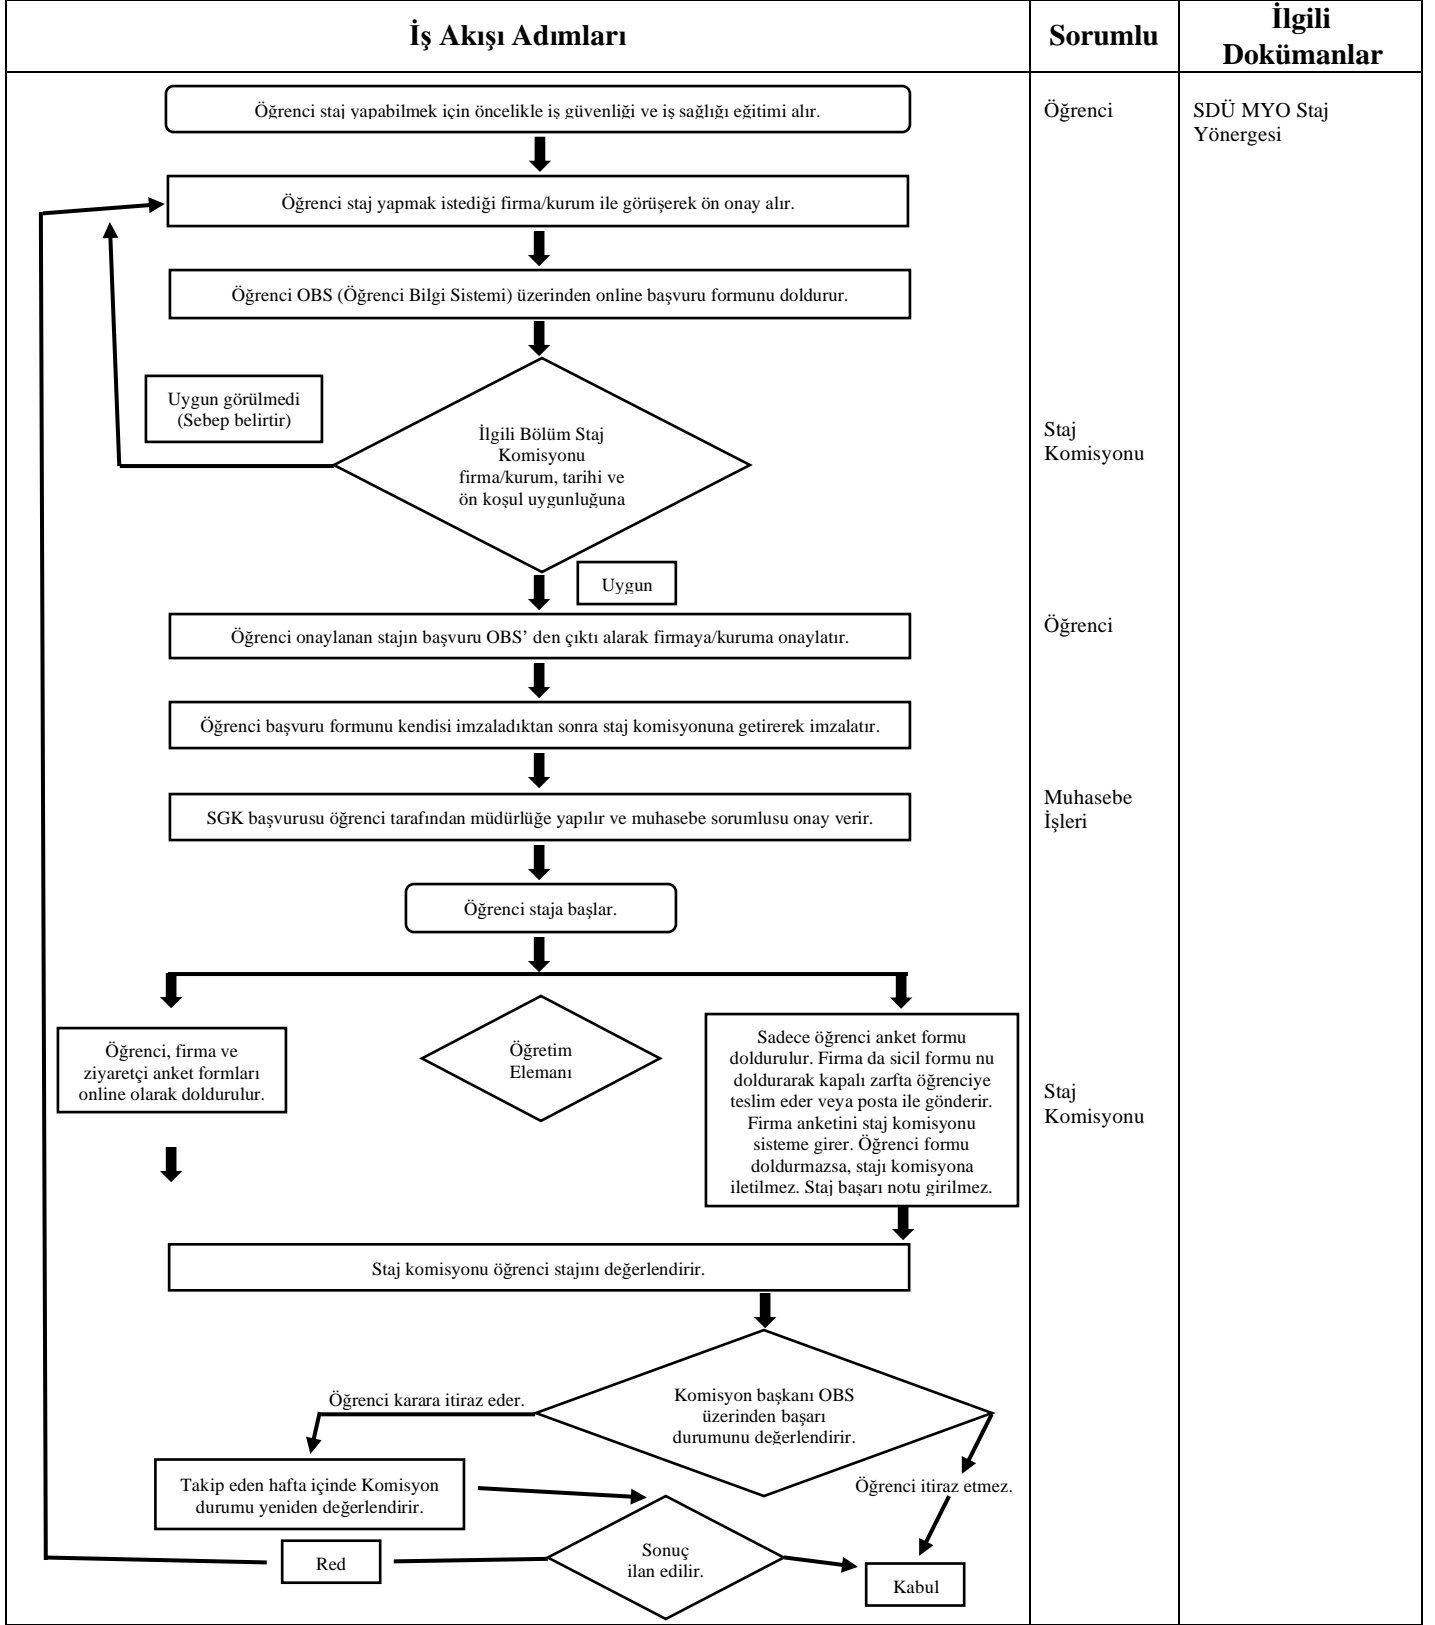 İş Akışı Adımları
Sorumlu
İlgili
Dokümanlar
Öğrenci staj yapabilmek için öncelikle iş güvenliği ve iş sağlığı eğitimi alır.
Öğrenci
SDÜ MYO Staj
Yönergesi
Öğrenci staj yapmak istediği firma/kurum ile görüşerek ön onay alır.
Öğrenci OBS (Öğrenci Bilgi Sistemi) üzerinden online başvuru formunu doldurur.
Uygun görülmedi
(Sebep belirtir)
İlgili Bölüm Staj
Komisyonu
firma/kurum, tarihi ve
ön koşul uygunluğuna
Staj
Komisyonu
Uygun
Öğrenci onaylanan stajın başvuru OBS’ den çıktı alarak firmaya/kuruma onaylatır.
Öğrenci
Öğrenci başvuru formunu kendisi imzaladıktan sonra staj komisyonuna getirerek imzalatır.
SGK başvurusu öğrenci tarafından müdürlüğe yapılır ve muhasebe sorumlusu onay verir.
Muhasebe
İşleri
Öğrenci staja başlar.
Öğrenci, firma ve
ziyaretçi anket formları
online olarak doldurulur.
Öğretim
Elemanı
Sadece öğrenci anket formu
doldurulur. Firma da sicil formu nu
doldurarak kapalı zarfta öğrenciye
teslim eder veya posta ile gönderir.
Firma anketini staj komisyonu
sisteme girer. Öğrenci formu
doldurmazsa, stajı komisyona
iletilmez. Staj başarı notu girilmez.
Staj
Komisyonu
Staj komisyonu öğrenci stajını değerlendirir.
Öğrenci karara itiraz eder.
Komisyon başkanı OBS
üzerinden başarı
durumunu değerlendirir.
Takip eden hafta içinde Komisyon
durumu yeniden değerlendirir.
Öğrenci itiraz etmez.
Red
Sonuç
ilan edilir.
Kabul